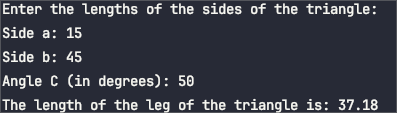 Enter the lengths of the sides of the triangle:
Side a: 15
Side b: 45
Angle C (in degrees): 50
The length of the leg of the triangle is: 37.18